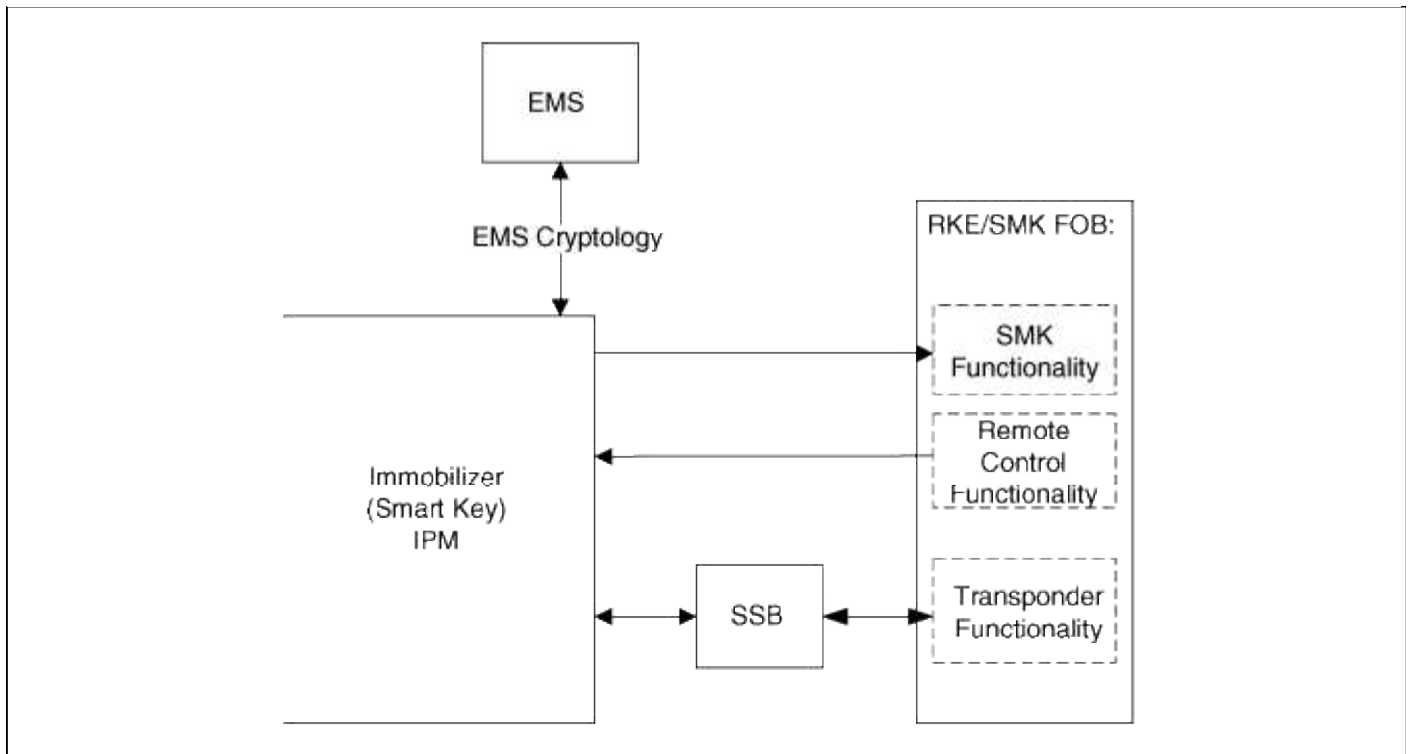 EMS
EMS Cryptology
RKE/SMK FOB:
SMK
Functionality
Remote
Control
Functionality
Immobilizer
(Smart Key)
IPM
SSB
Transponder
Functionality